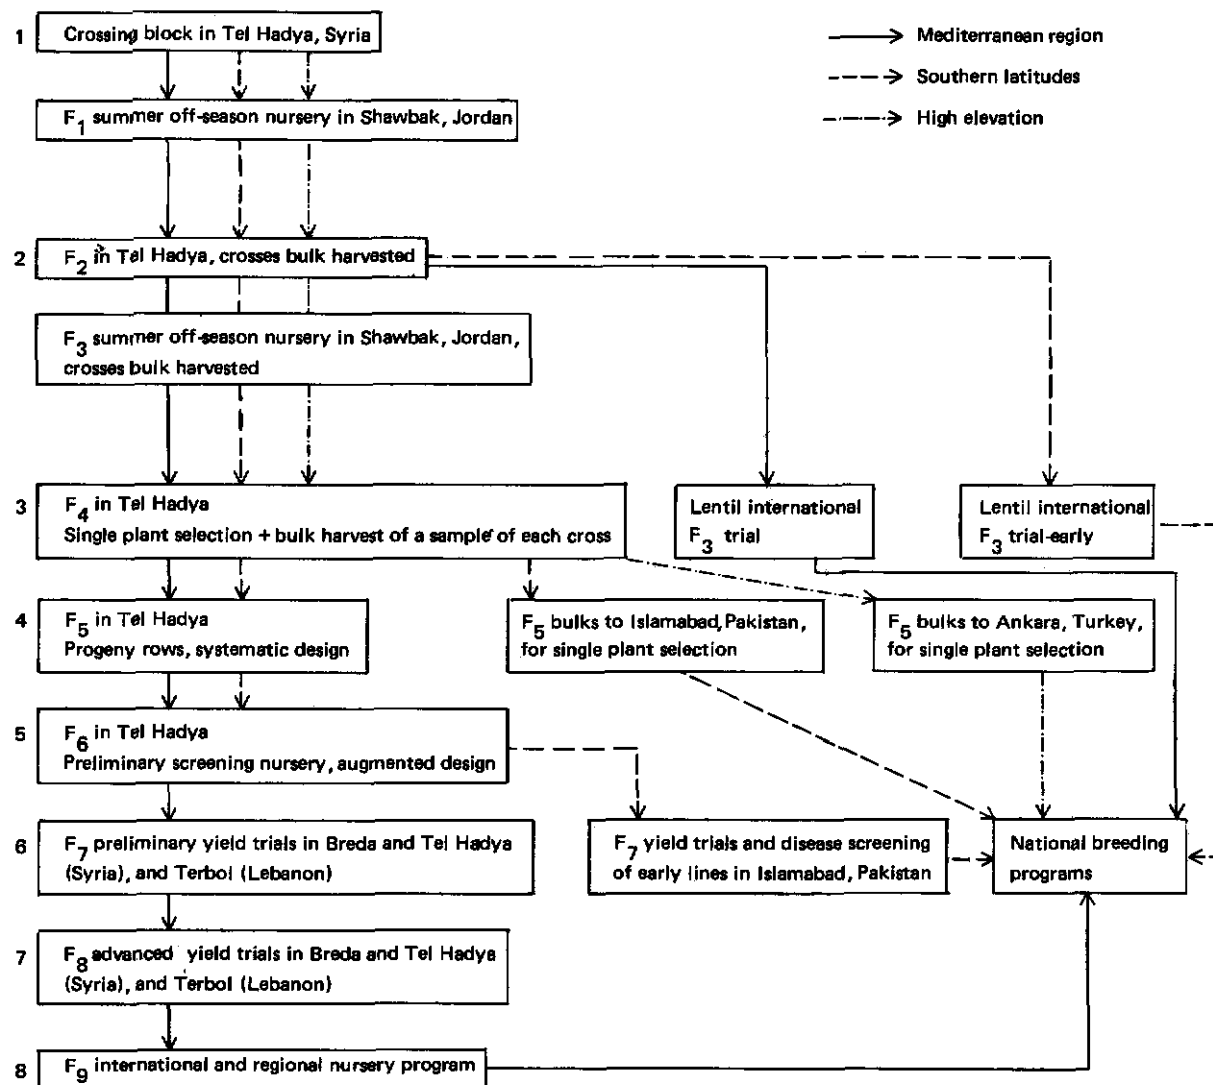 1 Crossing block in Tel Hadya, Syria
Mediterranean region
Southern latitudes
High elevation
F1 summer off-season nursery in Shawbak, Jordan
2 F2 in Tel Hadya, crosses bulk harvested
F3 summer off-season nursery in Shawbak, Jordan,
crosses bulk harvested
3 F4 in Tel Hadya
Single plant selection + bulk harvest of a sample of each cross
Lentil international
F3 trial
Lentil international
F3 trial-early
4 F5 in Tel Hadya
Progeny rows, systematic design
F5 bulks to Islamabad, Pakistan,
for single plant selection
F5 bulks to Ankara, Turkey,
for single plant selection
5 F6 in Tel Hadya
Preliminary screening nursery, augmented design
6 F7 preliminary yield trials in Breda and Tel Hadya
(Syria), and Terbol (Lebanon)
F7 yield trials and disease screening
of early lines in Islamabad, Pakistan
National breeding
programs
7 F8 advanced yield trials in Breda and Tel Hadya
(Syria), and Terbol (Lebanon)
8 F9 international and regional nursery program